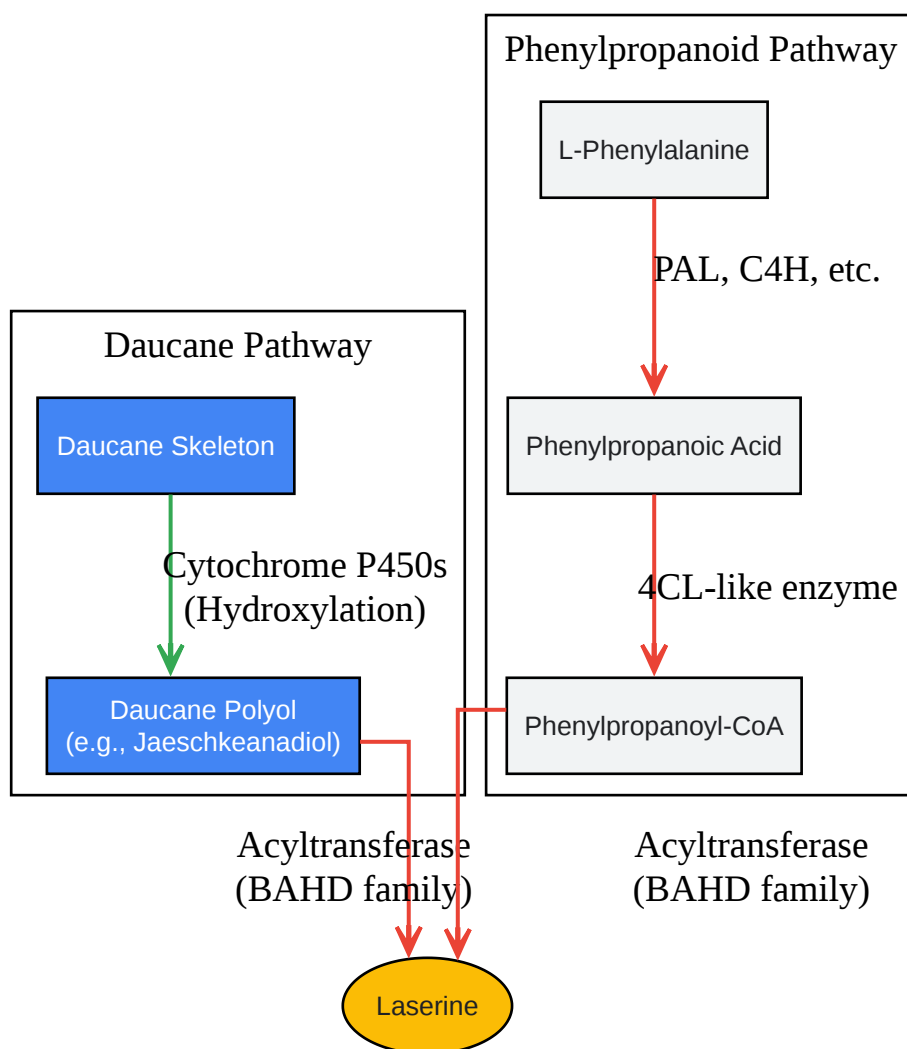 Phenylpropanoid Pathway
L-Phenylalanine
PAL, C4H, etc.
Daucane Pathway
Daucane Skeleton
Phenylpropanoic Acid
Cytochrome P450s
(Hydroxylation)
4CL-like enzyme
Daucane Polyol
(e.g., Jaeschkeanadiol)
Phenylpropanoyl-CoA
Acyltransferase
(BAHD family)
Acyltransferase
(BAHD family)
Laserine